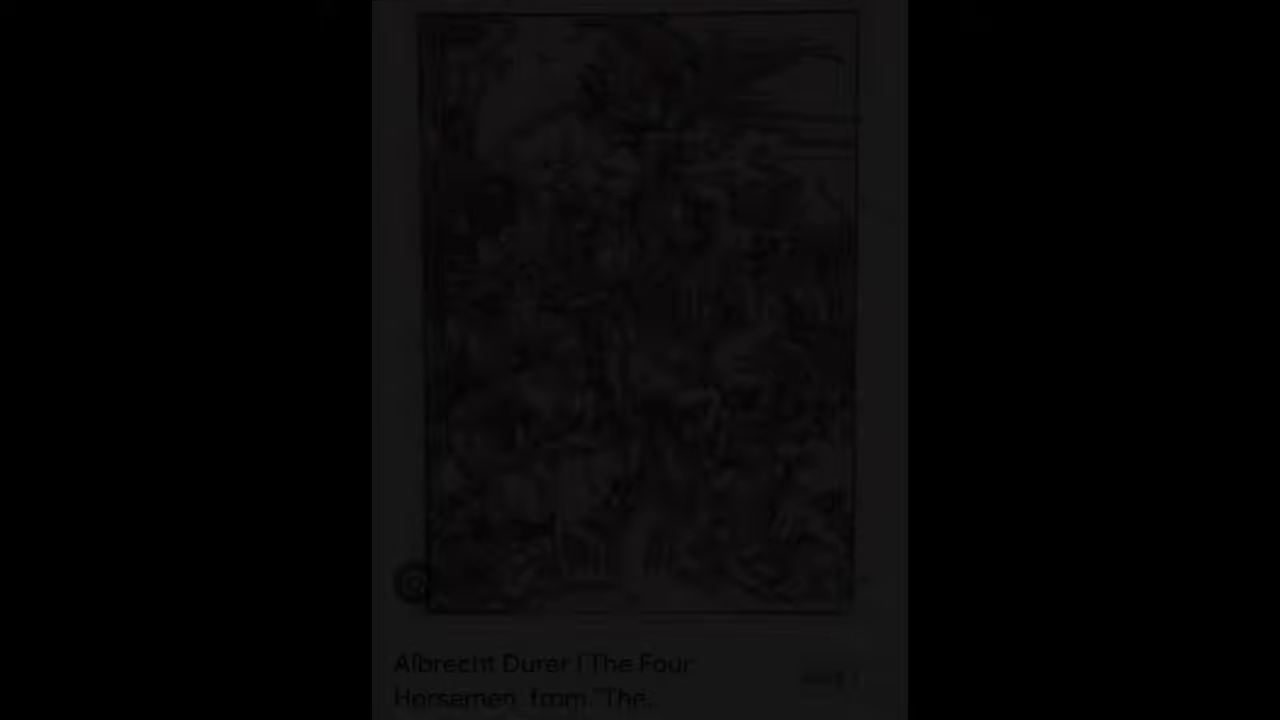 Albrecht Durer | The Four
Horsemen, from "The